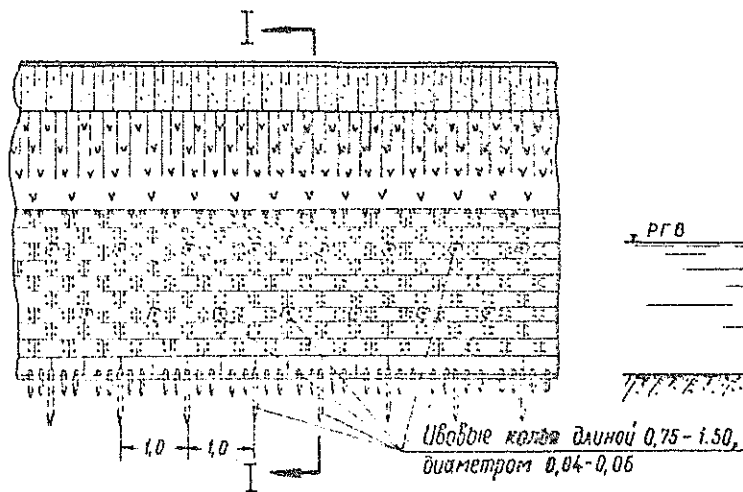 I
РГВ
1,0 1,0
Ивовые колья длиной 0,75-1.50,
диаметром 0,04-0,06
I